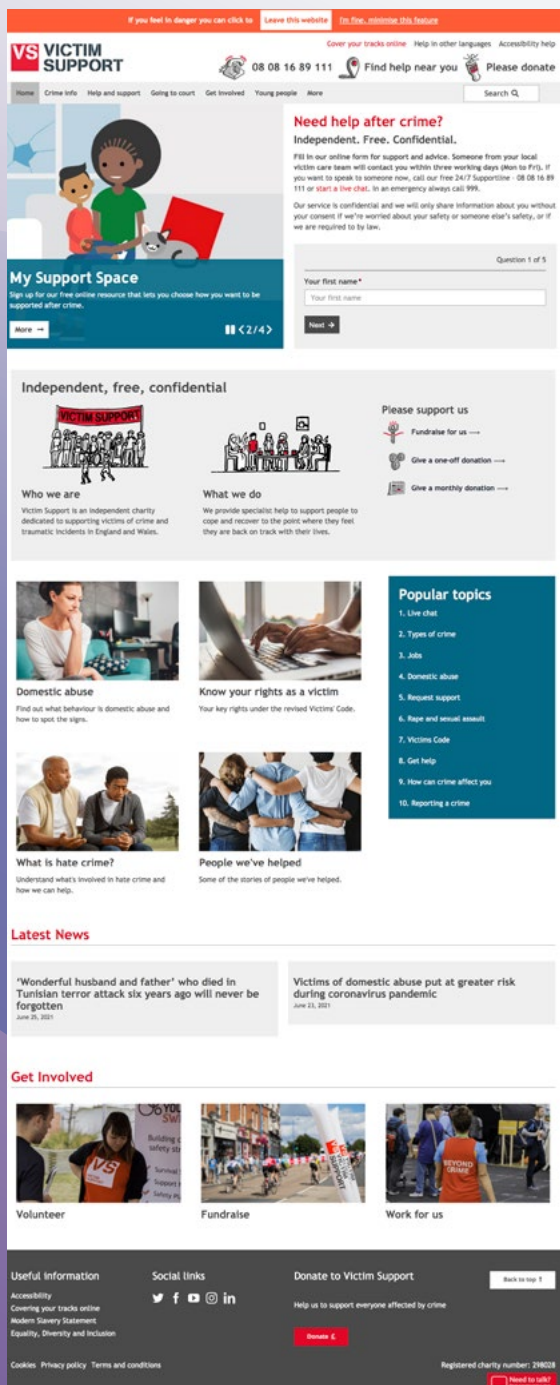 If you feel in danger you can click to Leave this website I'm fine, minimise this feature
Cover your tracks online Help in other languages Accessibility help
VS VICTIM SUPPORT
08 08 16 89 111 Find help near you Please donate
Home Crime info Help and support Going to court Get involved Young people More Search
Need help after crime?
Independent. Free. Confidential.
Fill in our online form for support and advice. Someone from your local
victim care team will contact you within three working days (Mon to Fri). If
you want to speak to someone now, call our free 24/7 Supportline - 08 08 16 89
111 or start a live chat. In an emergency always call 999.
Our service is confidential and we will only share information about you without
your consent if we're worried about your safety or someone else's safety, or if
we are required to by law.
Question 1 of 5
Your first name*
Your first name
Next →
My Support Space
Sign up for our free online resource that lets you choose how you want to be
supported after crime.
More →
2/4
Independent, free, confidential
VICTIM SUPPORT
Who we are
Victim Support is an independent charity
dedicated to supporting victims of crime and
traumatic incidents in England and Wales.
What we do
We provide specialist help to support people to
cope and recover to the point where they feel
they are back on track with their lives.
Please support us
Fundraise for us →
Give a one-off donation →
Give a monthly donation →
Domestic abuse
Find out what behaviour is domestic abuse and
how to spot the signs.
Know your rights as a victim
Your key rights under the revised Victims' Code.
What is hate crime?
Understand what's involved in hate crime and
how we can help.
People we've helped
Some of the stories of people we've helped.
Popular topics
1. Live chat
2. Types of crime
3. Jobs
4. Domestic abuse
5. Request support
6. Rape and sexual assault
7. Victims Code
8. Get help
9. How can crime affect you
10. Reporting a crime
Latest News
'Wonderful husband and father' who died in
Tunisian terror attack six years ago will never be
forgotten
June 25, 2021
Victims of domestic abuse put at greater risk
during coronavirus pandemic
June 23, 2021
Get Involved
VS
Building
safety
Survival
Support
Safety
VICTIM SUPPORT
BEYOND
CRIME
Volunteer
Fundraise
Work for us
Useful information
Accessibility
Covering your tracks online
Modern Slavery Statement
Equality, Diversity and Inclusion
Social links
Donate to Victim Support
Help us to support everyone affected by crime
Donate £
Back to top ↑
Cookies Privacy policy Terms and conditions
Registered charity number: 298028
Need to talk?